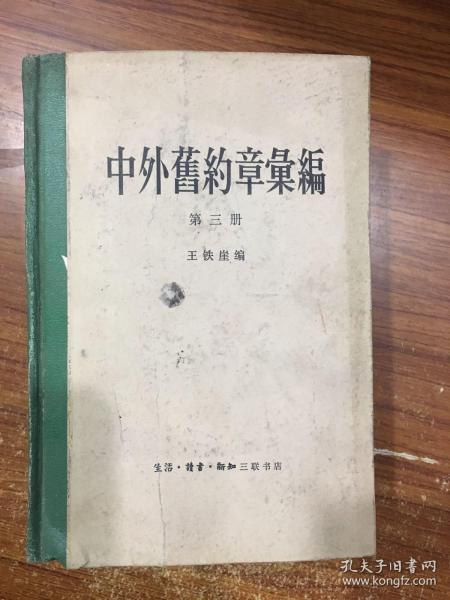 中外舊約章彙編
第三册
王铁崖编
生活·讀書·新知三联书店
孔夫子旧书网
www.kongfz.com